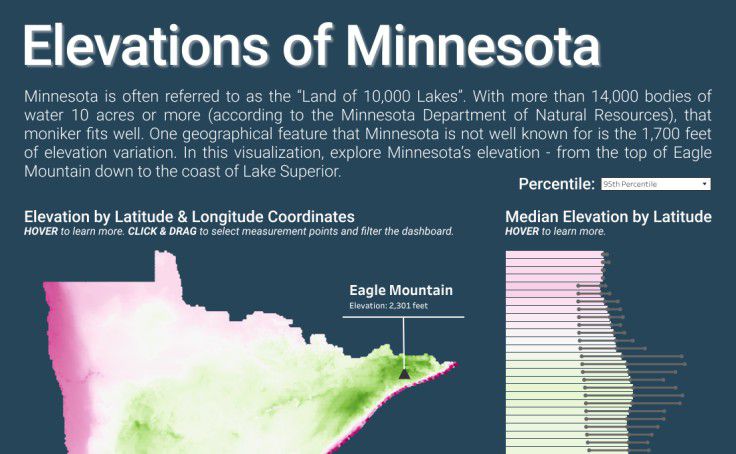 Elevations of Minnesota
Minnesota is often referred to as the “Land of 10,000 Lakes”. With more than 14,000 bodies of
water 10 acres or more (according to the Minnesota Department of Natural Resources), that
moniker fits well. One geographical feature that Minnesota is not well known for is the 1,700 feet
of elevation variation. In this visualization, explore Minnesota’s elevation - from the top of Eagle
Mountain down to the coast of Lake Superior.
Percentile: 95th Percentile
Elevation by Latitude & Longitude Coordinates
HOVER to learn more. CLICK & DRAG to select measurement points and filter the dashboard.
Median Elevation by Latitude
HOVER to learn more.
Eagle Mountain
Elevation: 2,301 feet